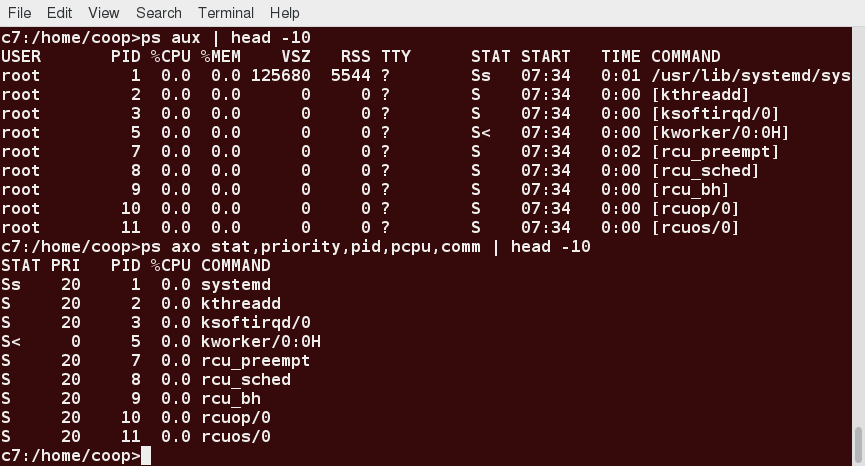 File Edit View Search Terminal Help
c7:/home/coop>ps aux | head -10
USER       PID %CPU %MEM    VSZ   RSS TTY      STAT START   TIME COMMAND
root         1  0.0  0.0 125680  5544 ?        Ss   07:34   0:01 /usr/lib/systemd/sys
root         2  0.0  0.0      0     0 ?        S    07:34   0:00 [kthreadd]
root         3  0.0  0.0      0     0 ?        S    07:34   0:00 [ksoftirqd/0]
root         5  0.0  0.0      0     0 ?        S<   07:34   0:00 [kworker/0:0H]
root         7  0.0  0.0      0     0 ?        S    07:34   0:02 [rcu_preempt]
root         8  0.0  0.0      0     0 ?        S    07:34   0:00 [rcu_sched]
root         9  0.0  0.0      0     0 ?        S    07:34   0:00 [rcu_bh]
root        10  0.0  0.0      0     0 ?        S    07:34   0:00 [rcuop/0]
root        11  0.0  0.0      0     0 ?        S    07:34   0:00 [rcuos/0]
c7:/home/coop>ps axo stat,priority,pid,pcpu,comm | head -10
STAT PRI   PID %CPU COMMAND
Ss    20     1  0.0 systemd
S     20     2  0.0 kthreadd
S     20     3  0.0 ksoftirqd/0
S<     0     5  0.0 kworker/0:0H
S     20     7  0.0 rcu_preempt
S     20     8  0.0 rcu_sched
S     20     9  0.0 rcu_bh
S     20    10  0.0 rcuop/0
S     20    11  0.0 rcuos/0
c7:/home/coop>